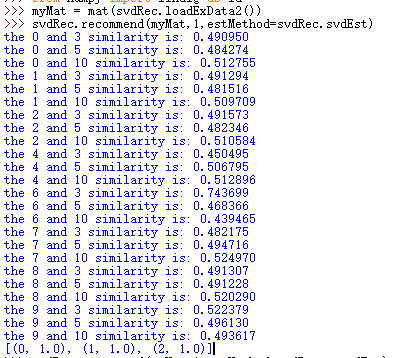 >>> myMat = mat(svdRec.loadExData2())
>>> svdRec.recommend(myMat,1,estMethod=svdRec.svdEst)
the 0 and 3 similarity is: 0.490950
the 0 and 5 similarity is: 0.484274
the 0 and 10 similarity is: 0.512755
the 1 and 3 similarity is: 0.491294
the 1 and 5 similarity is: 0.481516
the 1 and 10 similarity is: 0.509709
the 2 and 3 similarity is: 0.491573
the 2 and 5 similarity is: 0.482346
the 2 and 10 similarity is: 0.510584
the 4 and 3 similarity is: 0.450495
the 4 and 5 similarity is: 0.506795
the 4 and 10 similarity is: 0.512896
the 6 and 3 similarity is: 0.743699
the 6 and 5 similarity is: 0.468366
the 6 and 10 similarity is: 0.439465
the 7 and 3 similarity is: 0.482175
the 7 and 5 similarity is: 0.494716
the 7 and 10 similarity is: 0.524970
the 8 and 3 similarity is: 0.491307
the 8 and 5 similarity is: 0.491228
the 8 and 10 similarity is: 0.520290
the 9 and 3 similarity is: 0.522379
the 9 and 5 similarity is: 0.496130
the 9 and 10 similarity is: 0.493617
[(0, 1.0), (1, 1.0), (2, 1.0)]